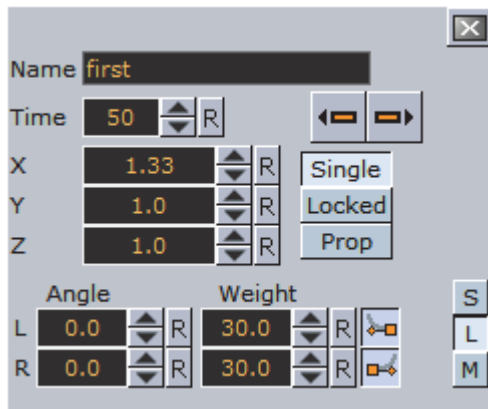 Name first
Time 50 R
X 1.33 R Single
Y 1.0 R Locked
Z 1.0 R Prop
Angle Weight S
L 0.0 R 30.0 R L
R 0.0 R 30.0 R M